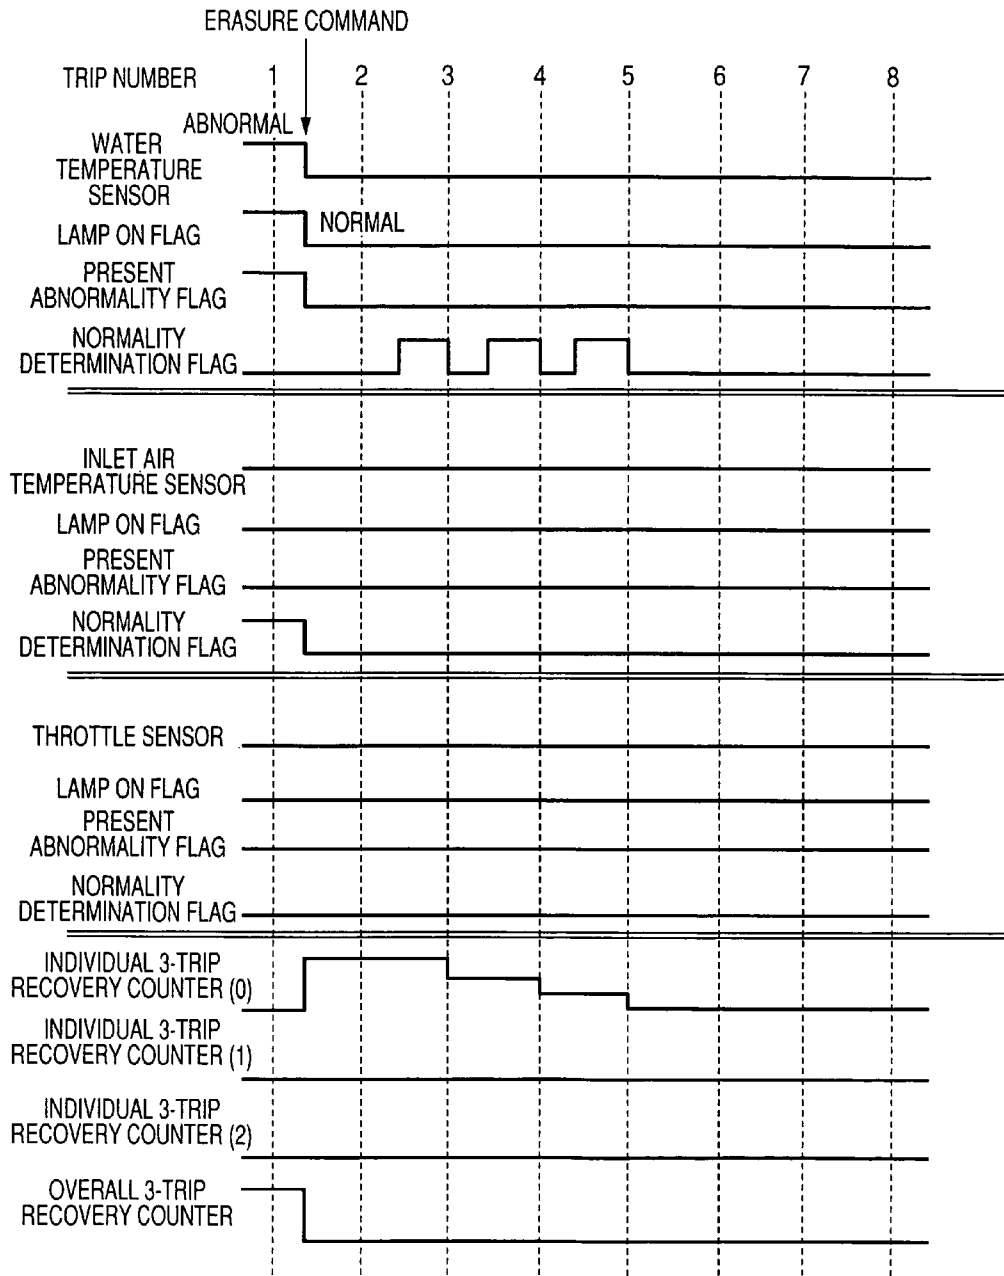 ERASURE COMMAND
TRIP NUMBER 1 2 3 4 5 6 7 8
ABNORMAL
WATER
TEMPERATURE
SENSOR
NORMAL
LAMP ON FLAG
PRESENT
ABNORMALITY FLAG
NORMALITY
DETERMINATION FLAG
INLET AIR
TEMPERATURE SENSOR
LAMP ON FLAG
PRESENT
ABNORMALITY FLAG
NORMALITY
DETERMINATION FLAG
THROTTLE SENSOR
LAMP ON FLAG
PRESENT
ABNORMALITY FLAG
NORMALITY
DETERMINATION FLAG
INDIVIDUAL 3-TRIP
RECOVERY COUNTER (0)
INDIVIDUAL 3-TRIP
RECOVERY COUNTER (1)
INDIVIDUAL 3-TRIP
RECOVERY COUNTER (2)
OVERALL 3-TRIP
RECOVERY COUNTER